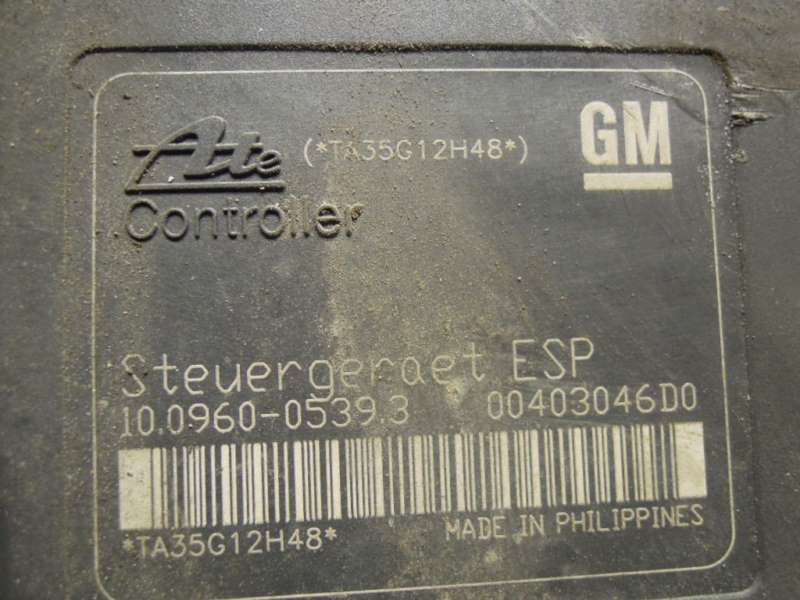 Ate (*TA35G12H48*) GM
Controller
Steuergeraet ESP
10.0960-0539.3 00403046D0
*TA35G12H48* MADE IN PHILIPPINES